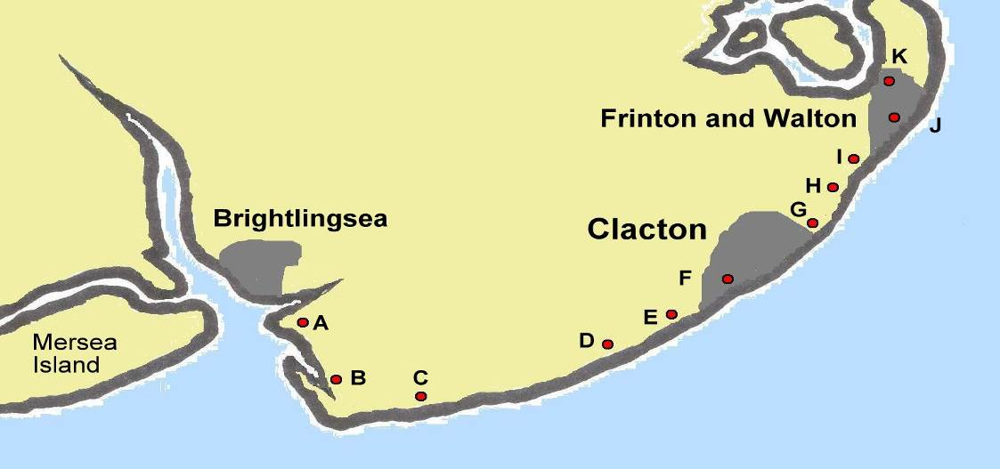 K
Frinton and Walton
J
I
H
G
Brightlingsea
Clacton
F
E
A
D
Mersea
Island
B
C